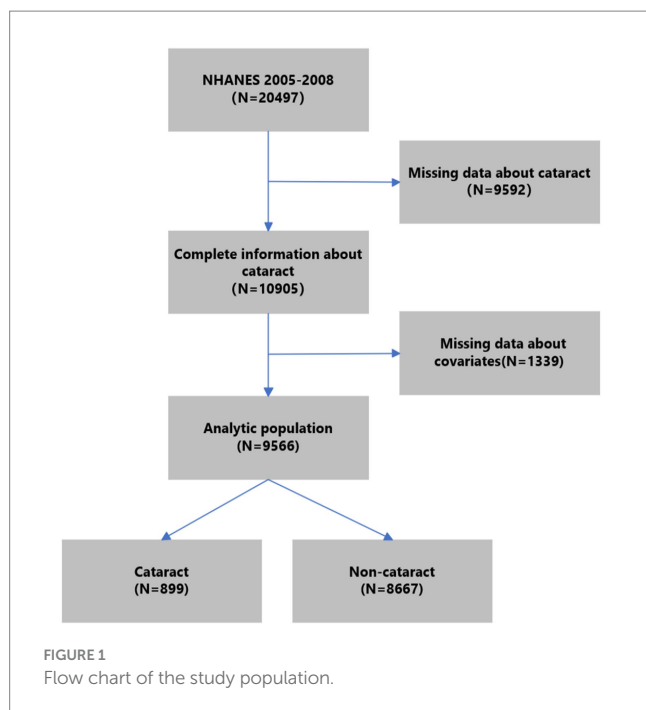 NHANES 2005-2008
(N=20497)
Missing data about cataract
(N=9592)
Complete information about
cataract
(N=10905)
Missing data about
covariates(N=1339)
Analytic population
(N=9566)
Cataract
(N=899)
Non-cataract
(N=8667)
FIGURE 1
Flow chart of the study population.